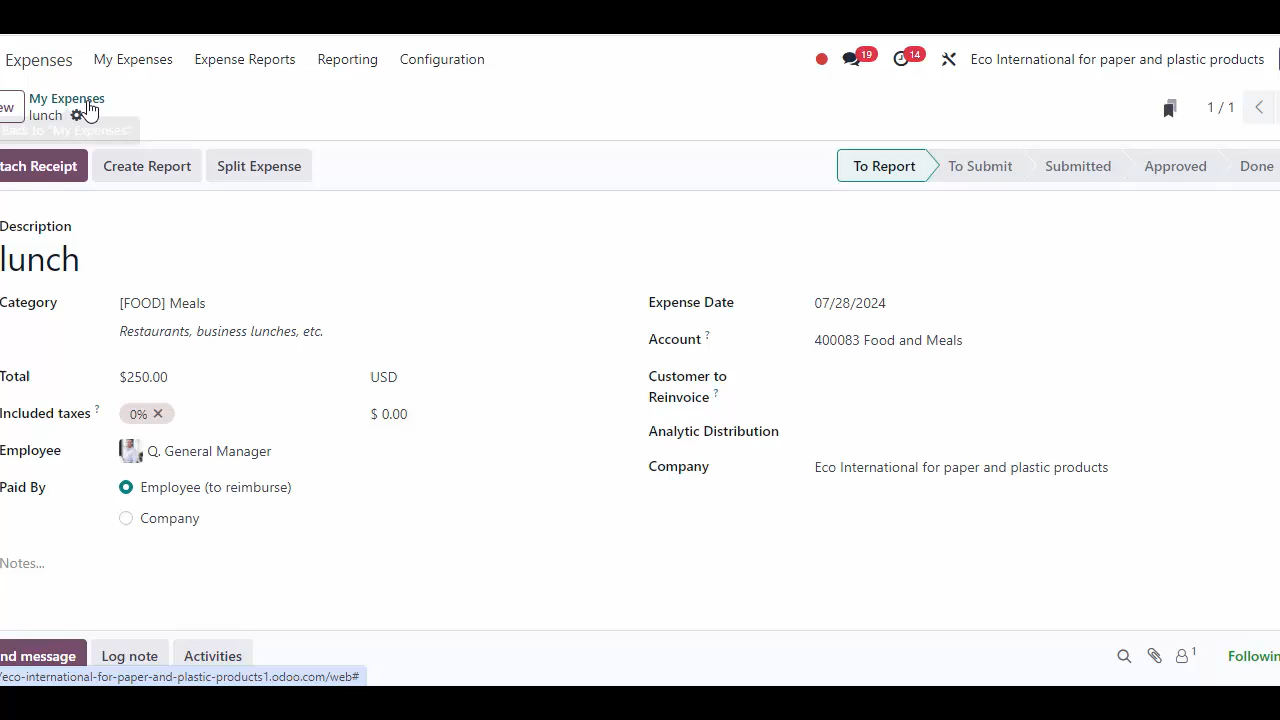 Expenses My Expenses Expense Reports Reporting Configuration 19 14 Eco International for paper and plastic products
ew My Expenses 1 / 1
lunch
Back to "My Expenses"
tach Receipt Create Report Split Expense To Report To Submit Submitted Approved Done
Description
lunch
Category [FOOD] Meals Expense Date 07/28/2024
Restaurants, business lunches, etc.
Account ? 400083 Food and Meals
Total $250.00 USD Customer to
Reinvoice ?
Included taxes ? 0% × $ 0.00
Analytic Distribution
Employee Q. General Manager Company Eco International for paper and plastic products
Paid By Employee (to reimburse)
Company
Notes...
nd message Log note Activities 1 Followin
/eco-international-for-paper-and-plastic-products1.odoo.com/web#